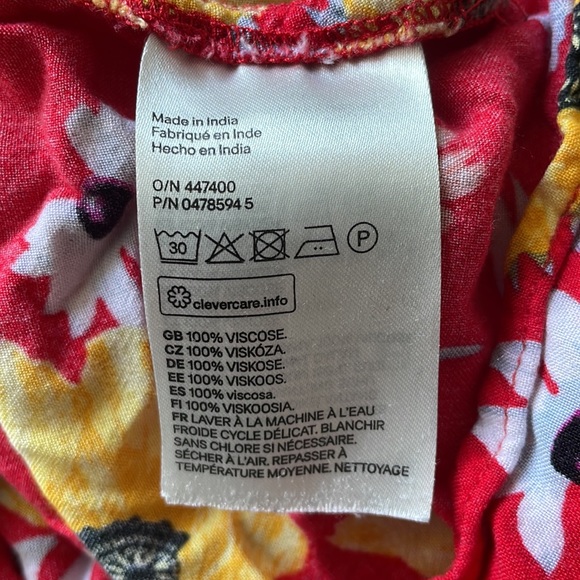 Made in India
Fabriqué en Inde
Hecho en India
O/N 447400
P/N 0478594 5
30 P
clevercare.info
GB 100% VISCOSE.
CZ 100% VISKÓZA.
DE 100% VISKOSE.
EE 100% VISKOOS.
ES 100% viscosa.
FI 100% VISKOOSIA.
FR LAVER À LA MACHINE À L'EAU
FROIDE CYCLE DÉLICAT. BLANCHIR
SANS CHLORE SI NÉCESSAIRE.
SÉCHER À L'AIR. REPASSER À
TEMPÉRATURE MOYENNE. NETTOYAGE